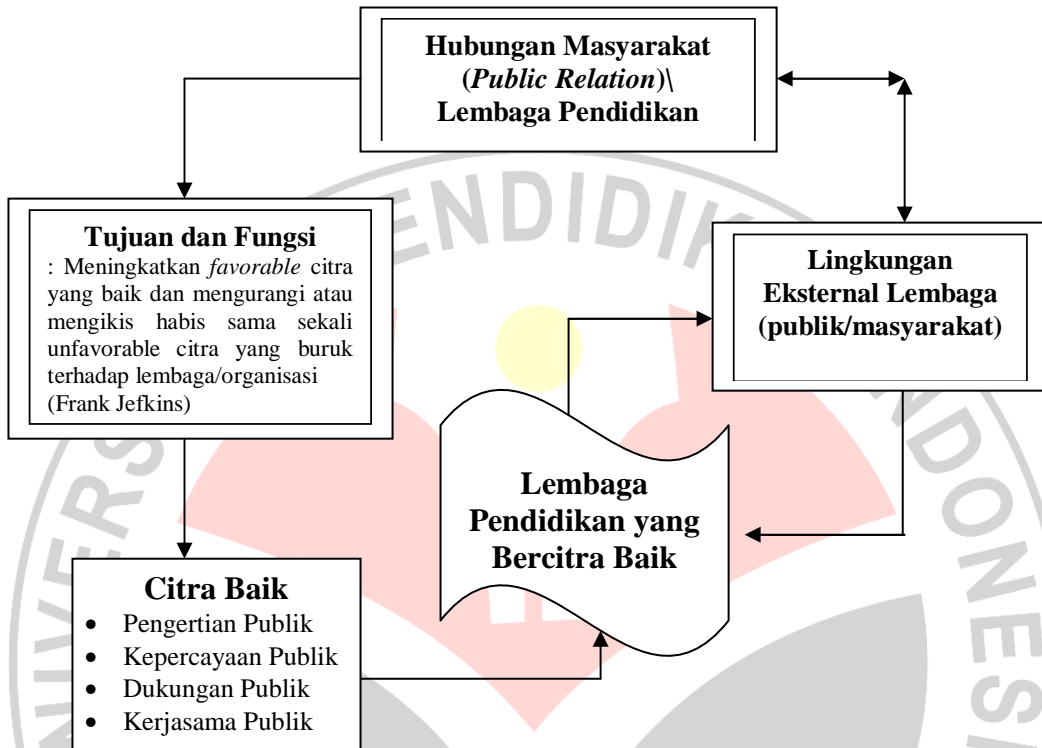 Hubungan Masyarakat
(Public Relation)\
Lembaga Pendidikan
Tujuan dan Fungsi
: Meningkatkan favorable citra
yang baik dan mengurangi atau
mengikis habis sama sekali
unfavorable citra yang buruk
terhadap lembaga/organisasi
(Frank Jefkins)
Lingkungan
Eksternal Lembaga
(publik/masyarakat)
Lembaga
Pendidikan yang
Bercitra Baik
Citra Baik
• Pengertian Publik
• Kepercayaan Publik
• Dukungan Publik
• Kerjasama Publik